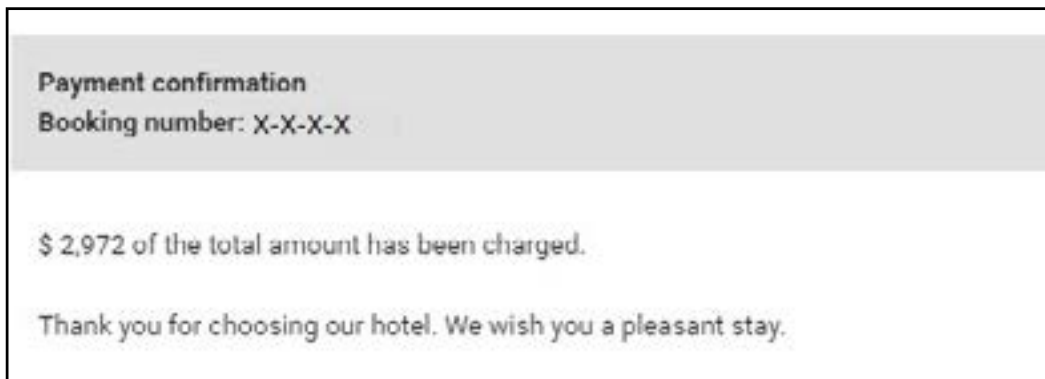 Payment confirmation
Booking number: X-X-X-X
$ 2,972 of the total amount has been charged.
Thank you for choosing our hotel. We wish you a pleasant stay.